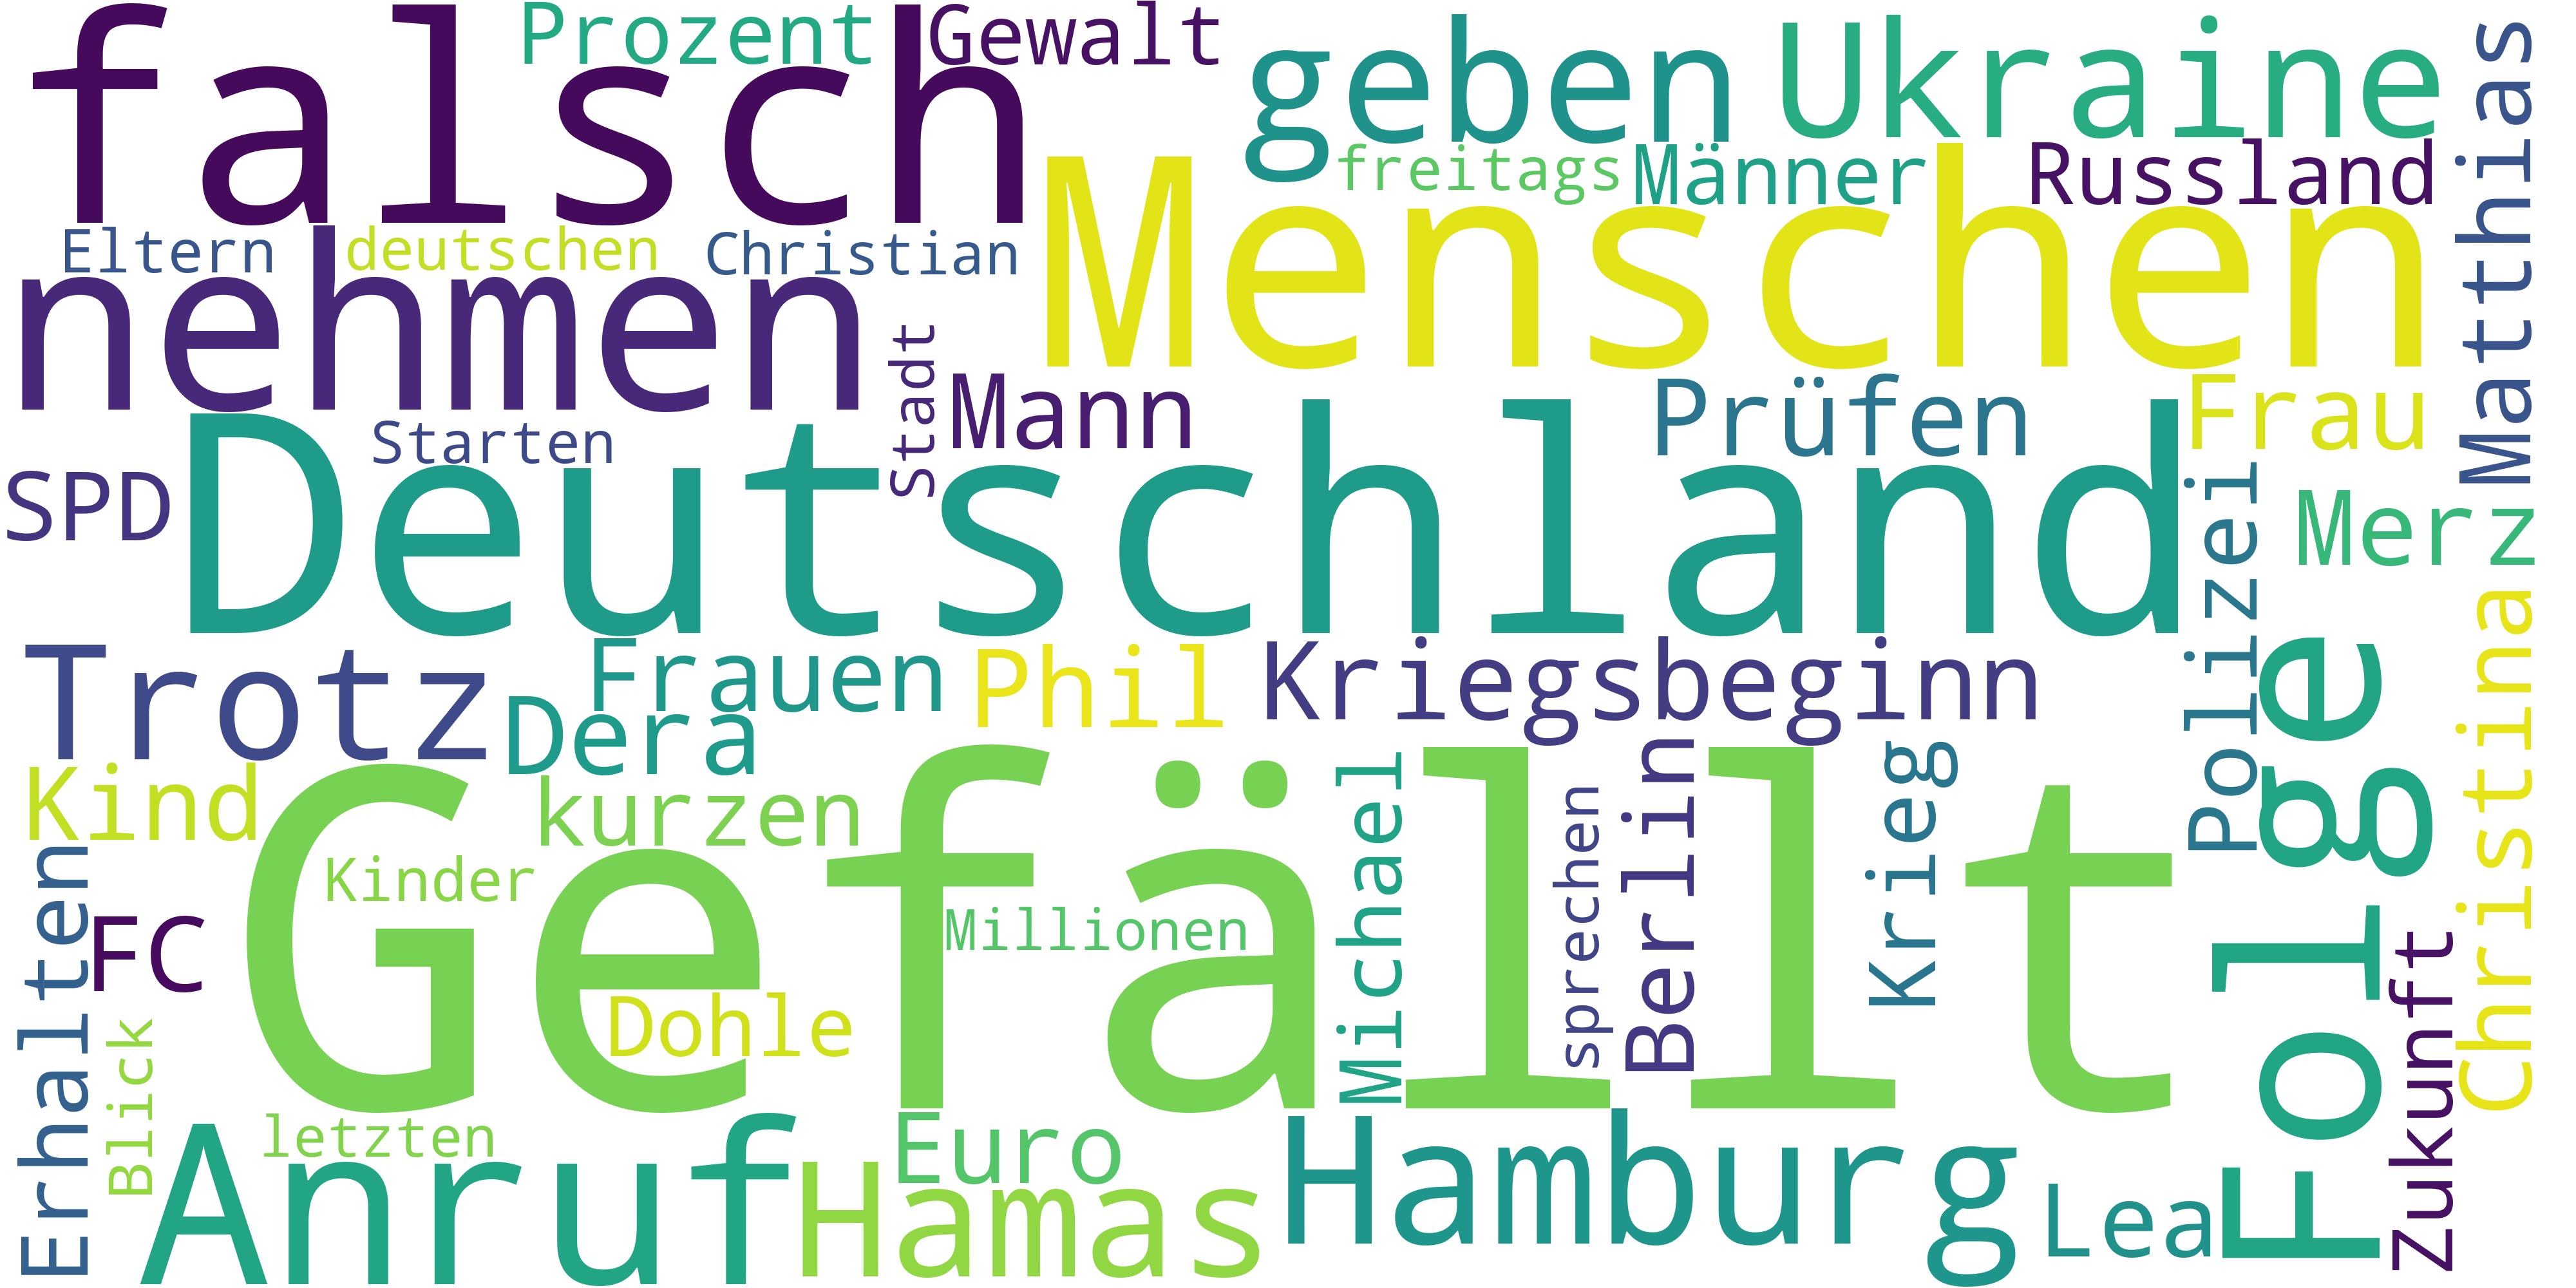 falsch
Prozent
Gewalt
geben
Ukraine
Matthias
freitags
Männer
Russland
Menschen
Eltern
deutschen
Christian
nehmen
Stadt
Mann
Prüfen
Frau
Starten
SPD
Deutschland
Polizei
Merz
Trotz
Frauen
Phil
Kriegsbeginn
Dera
Folge
Christina
Kind
kurzen
Gefällt
Michael
sprechen
Berlin
Krieg
Kinder
Erhalten
FC
Millionen
Dohle
Zukunft
Blick
letzten
Anruf
Euro
Hamas
Hamburg
Lea